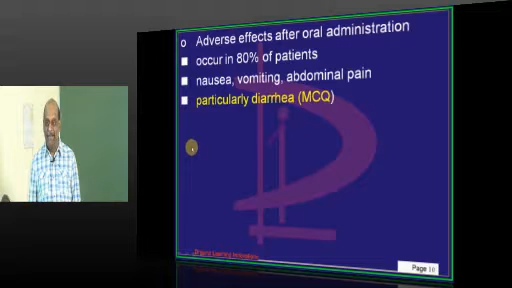 o Adverse effects after oral administration
■ occur in 80% of patients
■ nausea, vomiting, abdominal pain
■ particularly diarrhea (MCQ)
Page 10